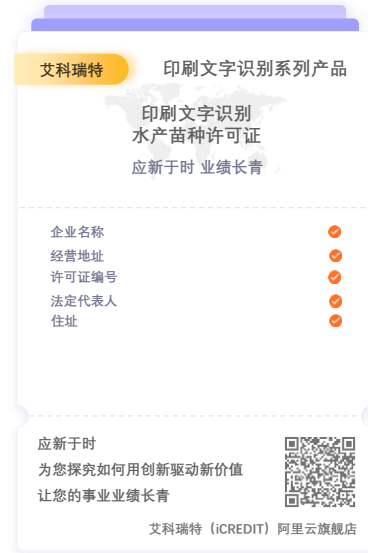 艾科瑞特
印刷文字识别系列产品
印刷文字识别
水产苗种许可证
应新于时 业绩长青
企业名称
经营地址
许可证编号
法定代表人
住址
应新于时
为您探究如何用创新驱动新价值
让您的事业业绩长青
艾科瑞特（iCREDIT）阿里云旗舰店